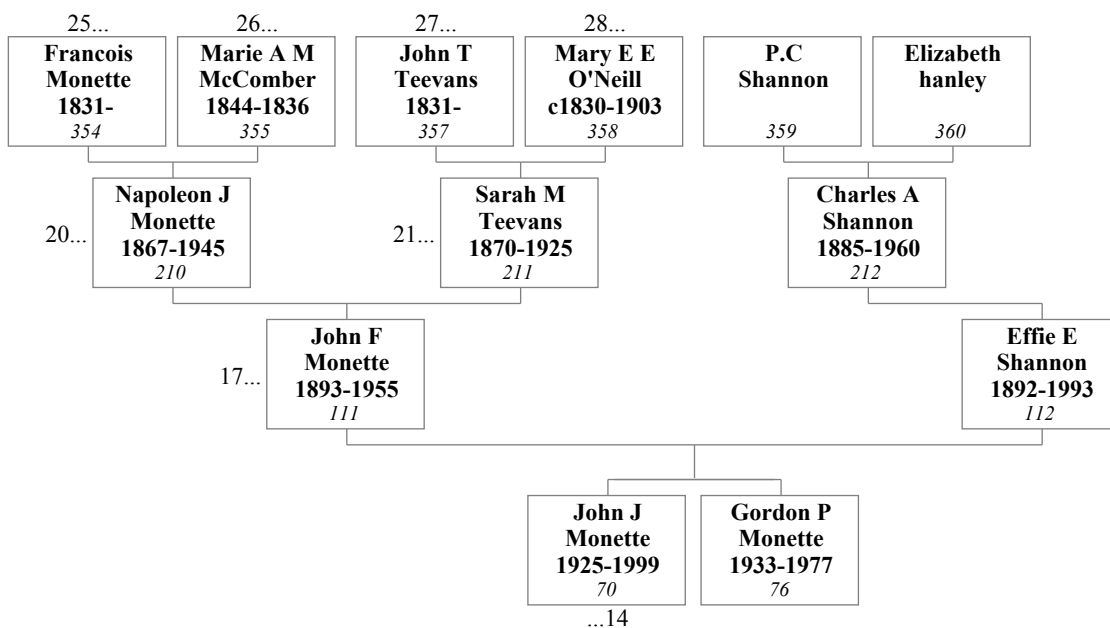 25...
26...
27...
28...
Francois
Monette
1831-
354
Marie A M
McComber
1844-1836
355
John T
Teevans
1831-
357
Mary E E
O'Neill
c1830-1903
358
P.C
Shannon
359
Elizabeth
hanley
360
20...
Napoleon J
Monette
1867-1945
210
21...
Sarah M
Teevans
1870-1925
211
Charles A
Shannon
1885-1960
212
17...
John F
Monette
1893-1955
111
Effie E
Shannon
1892-1993
112
John J
Monette
1925-1999
70
Gordon P
Monette
1933-1977
76
...14